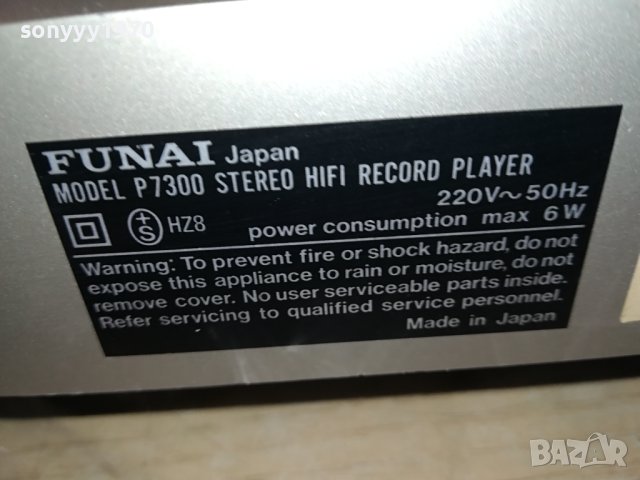 sonyyy1970
FUNAI Japan
MODEL P7300 STEREO HIFI RECORD PLAYER
220V~50Hz
+S HZ8 power consumption max 6W
Warning: To prevent fire or shock hazard, do not
expose this appliance to rain or moisture, do not
remove cover. No user serviceable parts inside.
Refer servicing to qualified service personnel.
Made in Japan
BAZAR
bg